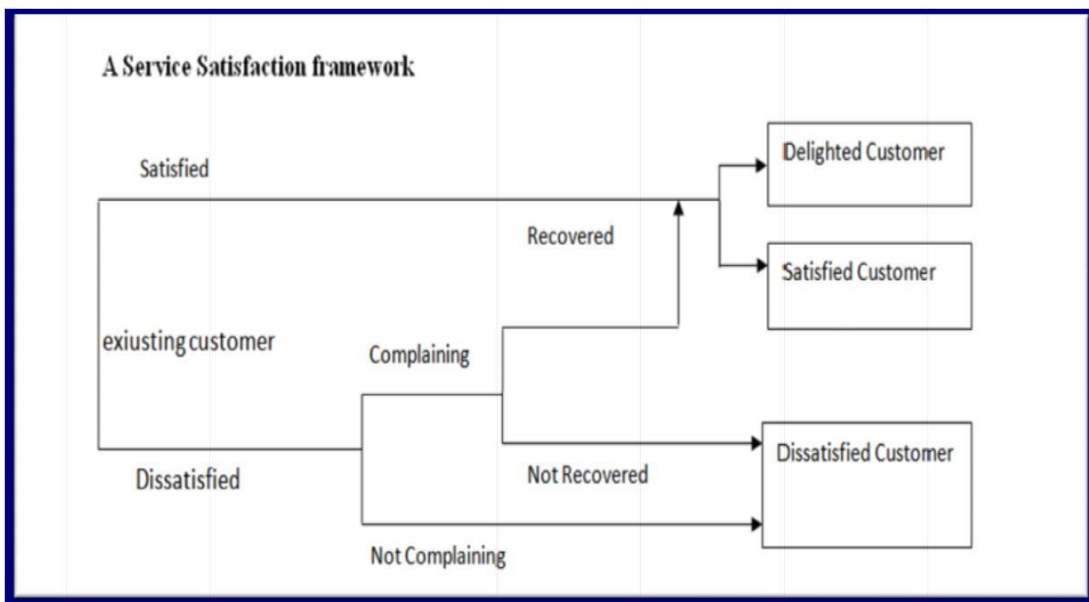 A Service Satisfaction framework
Satisfied
Delighted Customer
Recovered
Satisfied Customer
exiusting customer
Complaining
Dissatisfied
Not Recovered
Dissatisfied Customer
Not Complaining